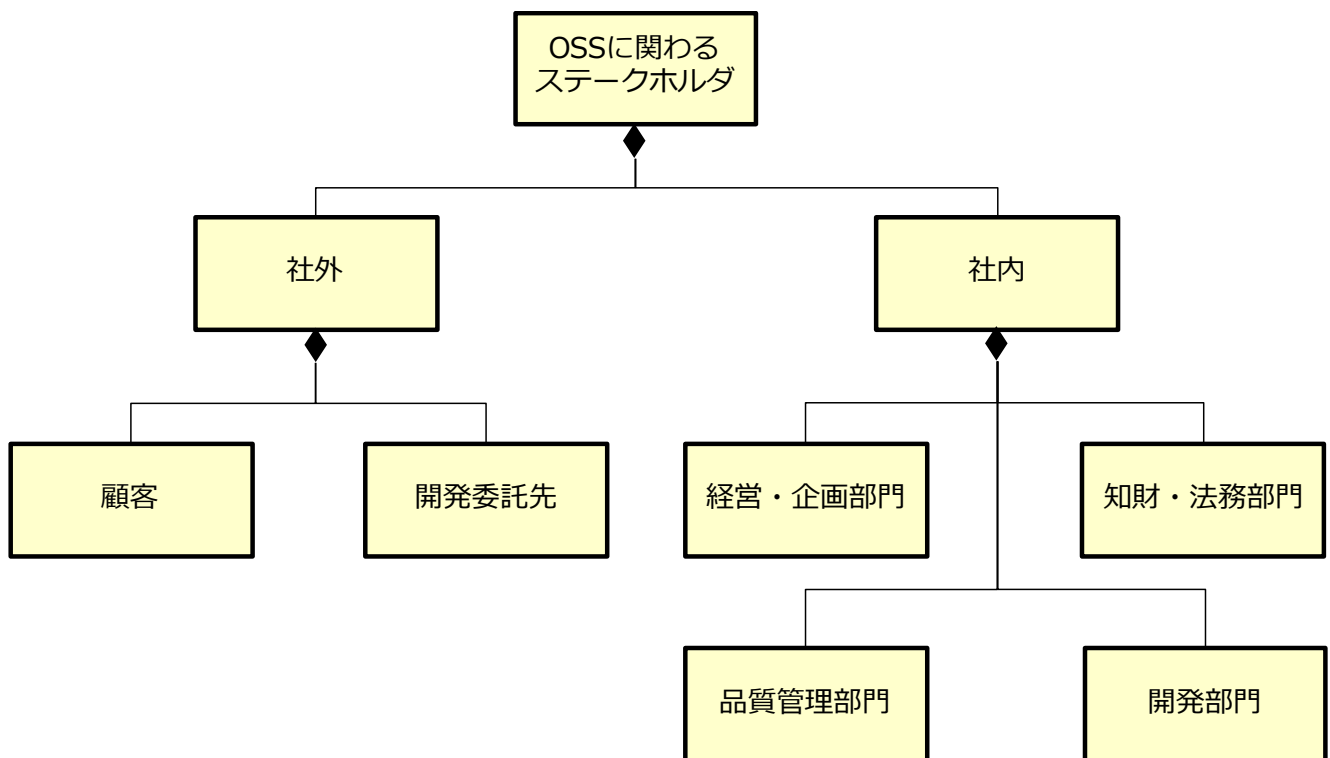 OSSに関わる
ステークホルダ
社外
社内
顧客
開発委託先
経営・企画部門
知財・法務部門
品質管理部門
開発部門